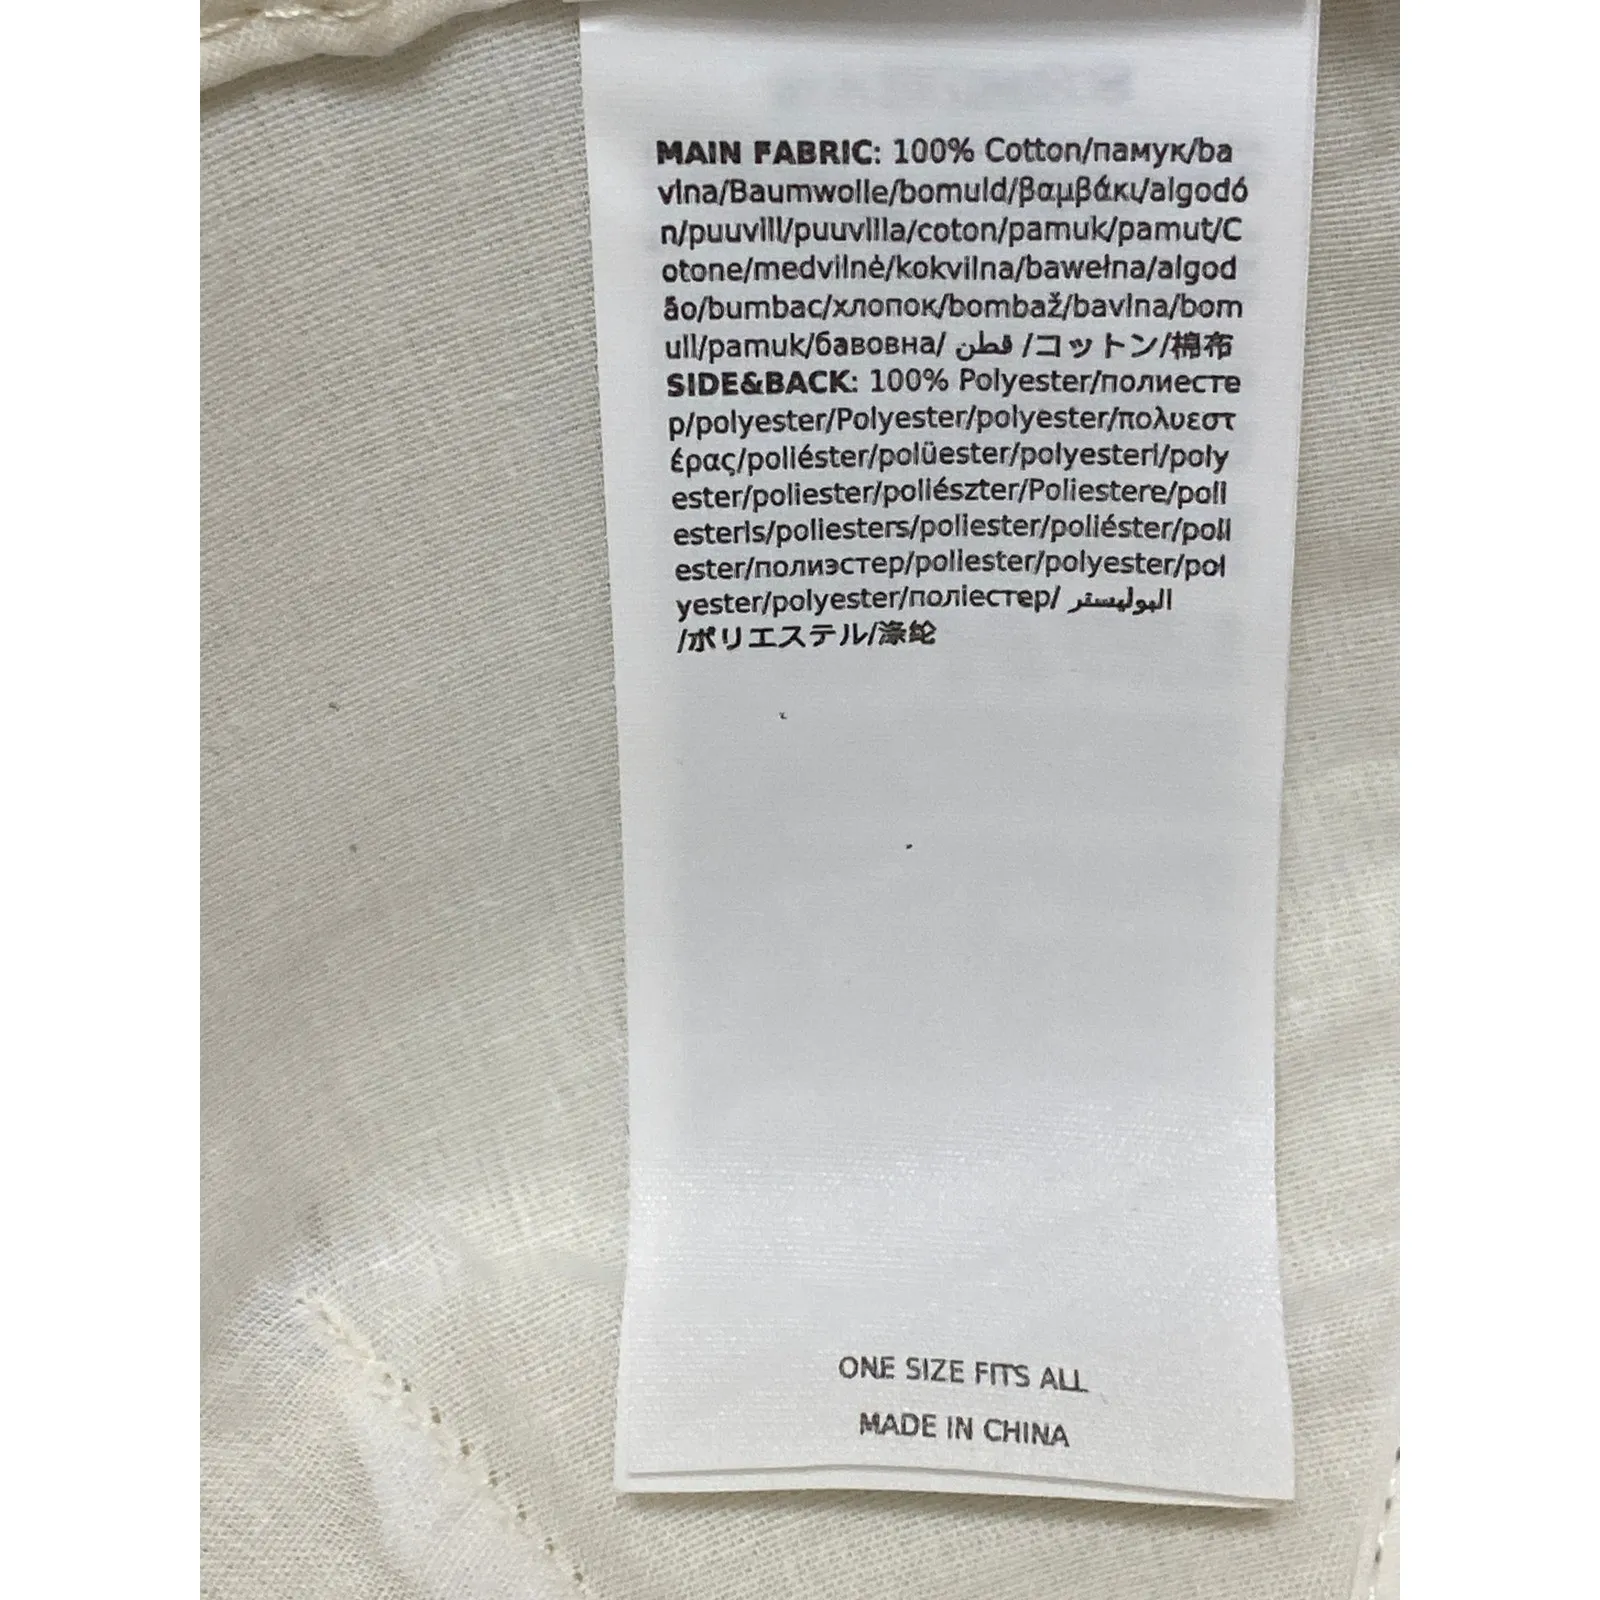 MAIN FABRIC: 100% Cotton/памук/ba
vlna/Baumwolle/bomuld/βαμβάκι/algodó
n/puuvill/puuvilla/coton/pamuk/pamut/C
otone/medvilnė/kokvilna/bawełna/algod
ão/bumbac/хлопок/bombaž/bavlna/bom
ull/pamuk/бавовна/ قطن /コットン/棉布
SIDE&BACK: 100% Polyester/полиесте
р/polyester/Polyester/polyester/πολυεστ
έρας/poliéster/polüester/polyesteri/poly
ester/poliester/poliészter/Poliestere/poli
esteris/poliesters/poliester/poliéster/poli
ester/полиэстер/poliester/polyester/pol
yester/polyester/поліестер/ البوليستر
/ポリエステル/涤纶
ONE SIZE FITS ALL
MADE IN CHINA